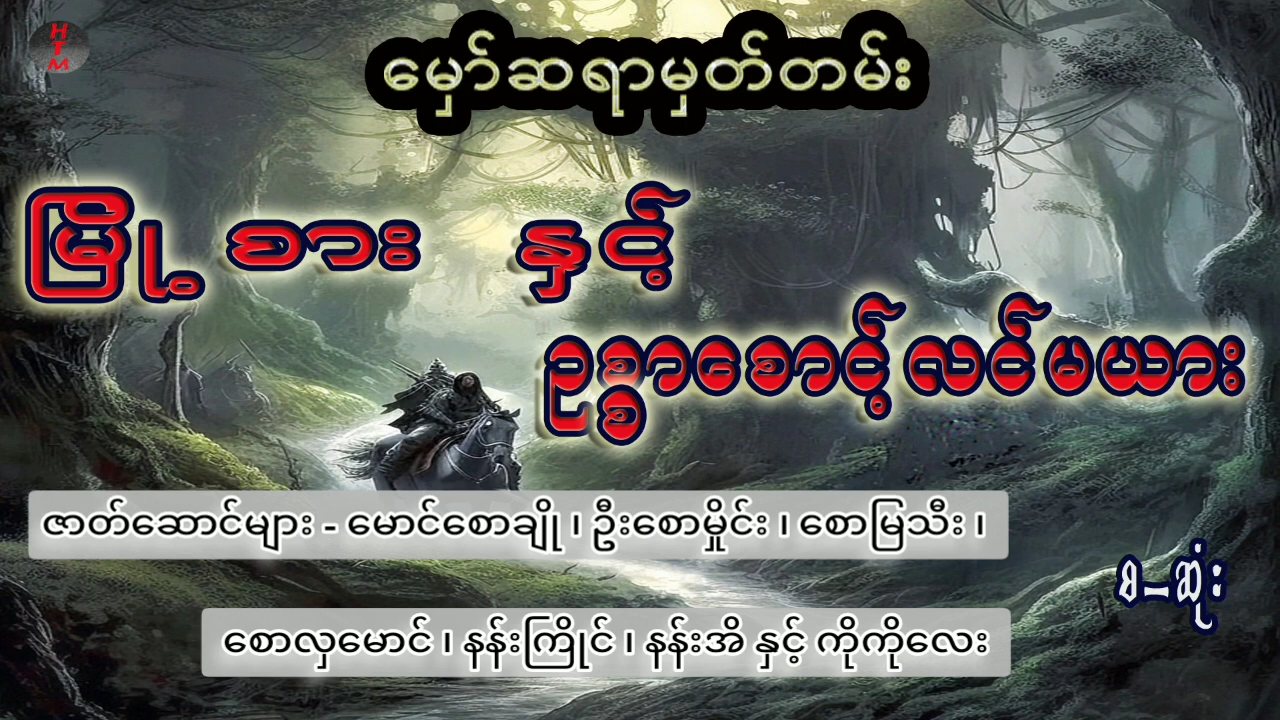 HTM
မှော်ဆရာမှတ်တမ်း
မြို့စား နှင့်
ဥစ္စာစောင့်လင်မယား
ဇာတ်ဆောင်များ - မောင်စောချို ၊ ဦးစောမှိုင်း ၊ စောမြသီး ၊
စ-ဆုံး
စောလှမောင် ၊ နန်းကြိုင် ၊ နန်းအိ နှင့် ကိုကိုလေး